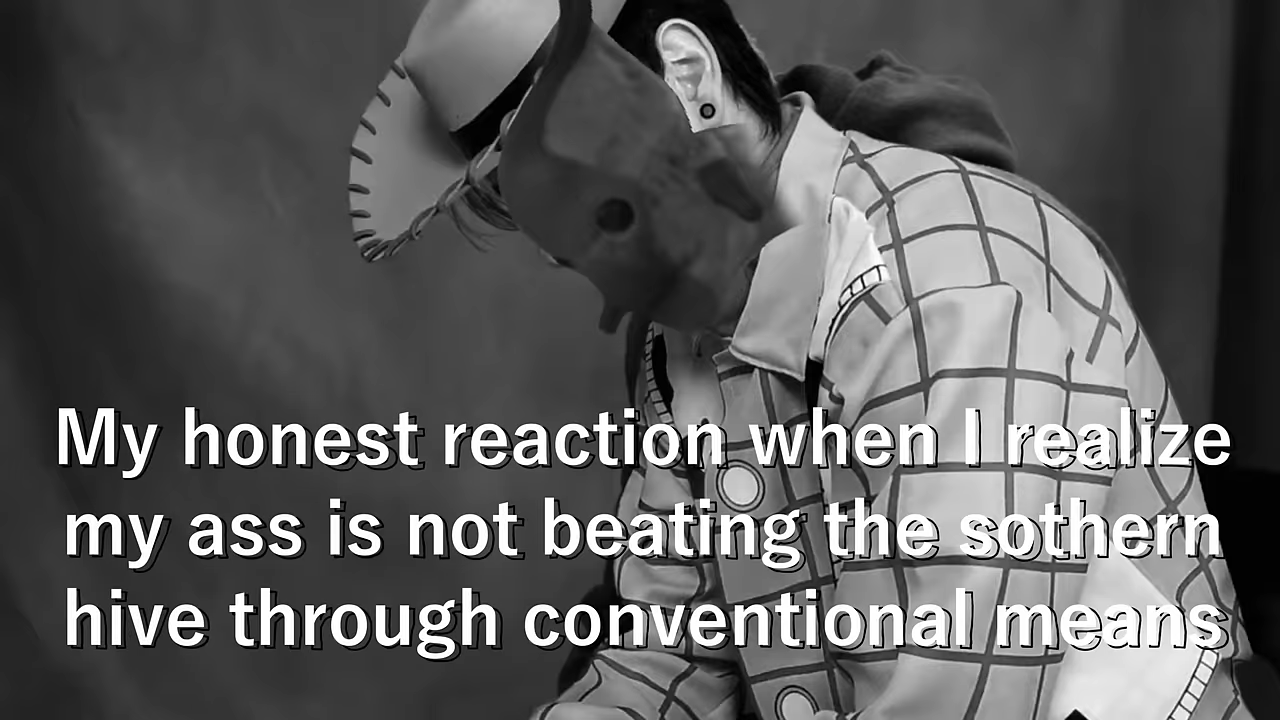 My honest reaction when I realize
my ass is not beating the sothern
hive through conventional means